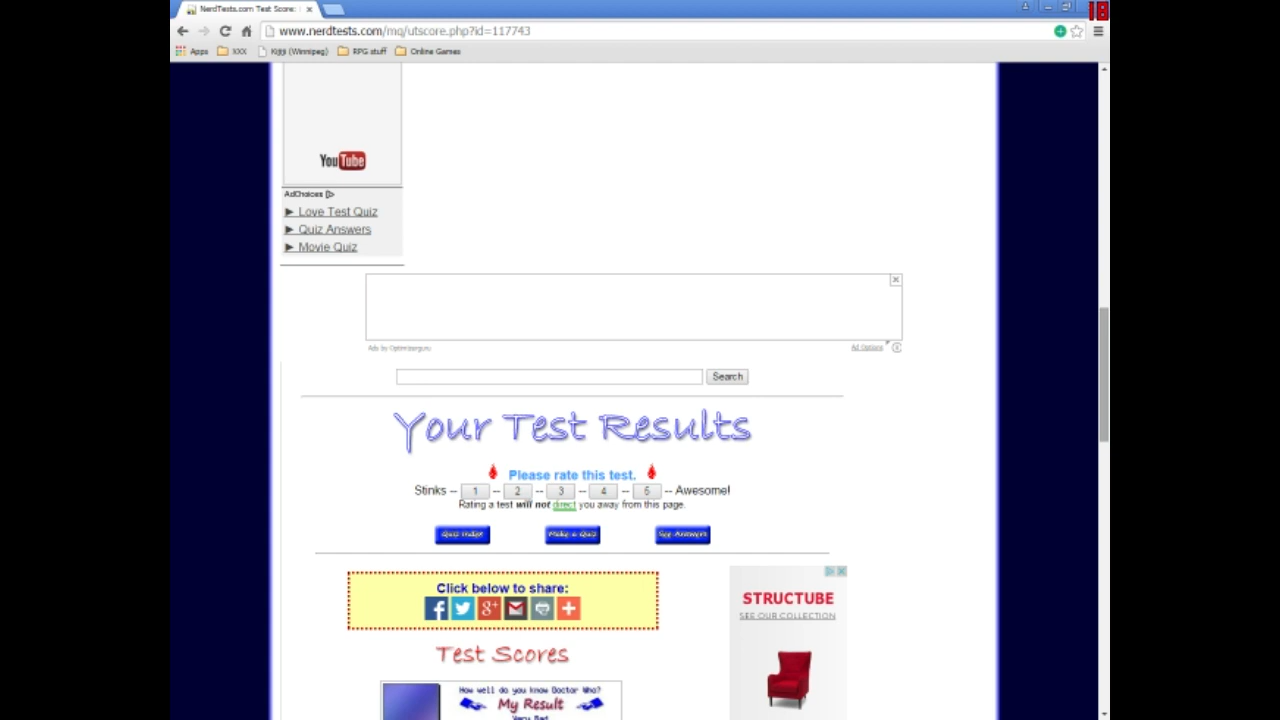 NerdTests.com Test Score:
18
www.nerdtests.com/mq/utscore.php?id=117743
Apps XXX Kijiji (Winnipeg) RPG stuff Online Games
YouTube
AdChoices
► Love Test Quiz
► Quiz Answers
► Movie Quiz
Ads by Optimizerguru
Ad Options
Search
Your Test Results
Please rate this test.
Stinks -- 1 -- 2 -- 3 -- 4 -- 5 -- Awesome!
Rating a test will not direct you away from this page.
Quiz Index Make a Quiz See Answers
Click below to share:
STRUCTUBE
SEE OUR COLLECTION
Test Scores
How well do you know Doctor Who?
My Result
Very Bad